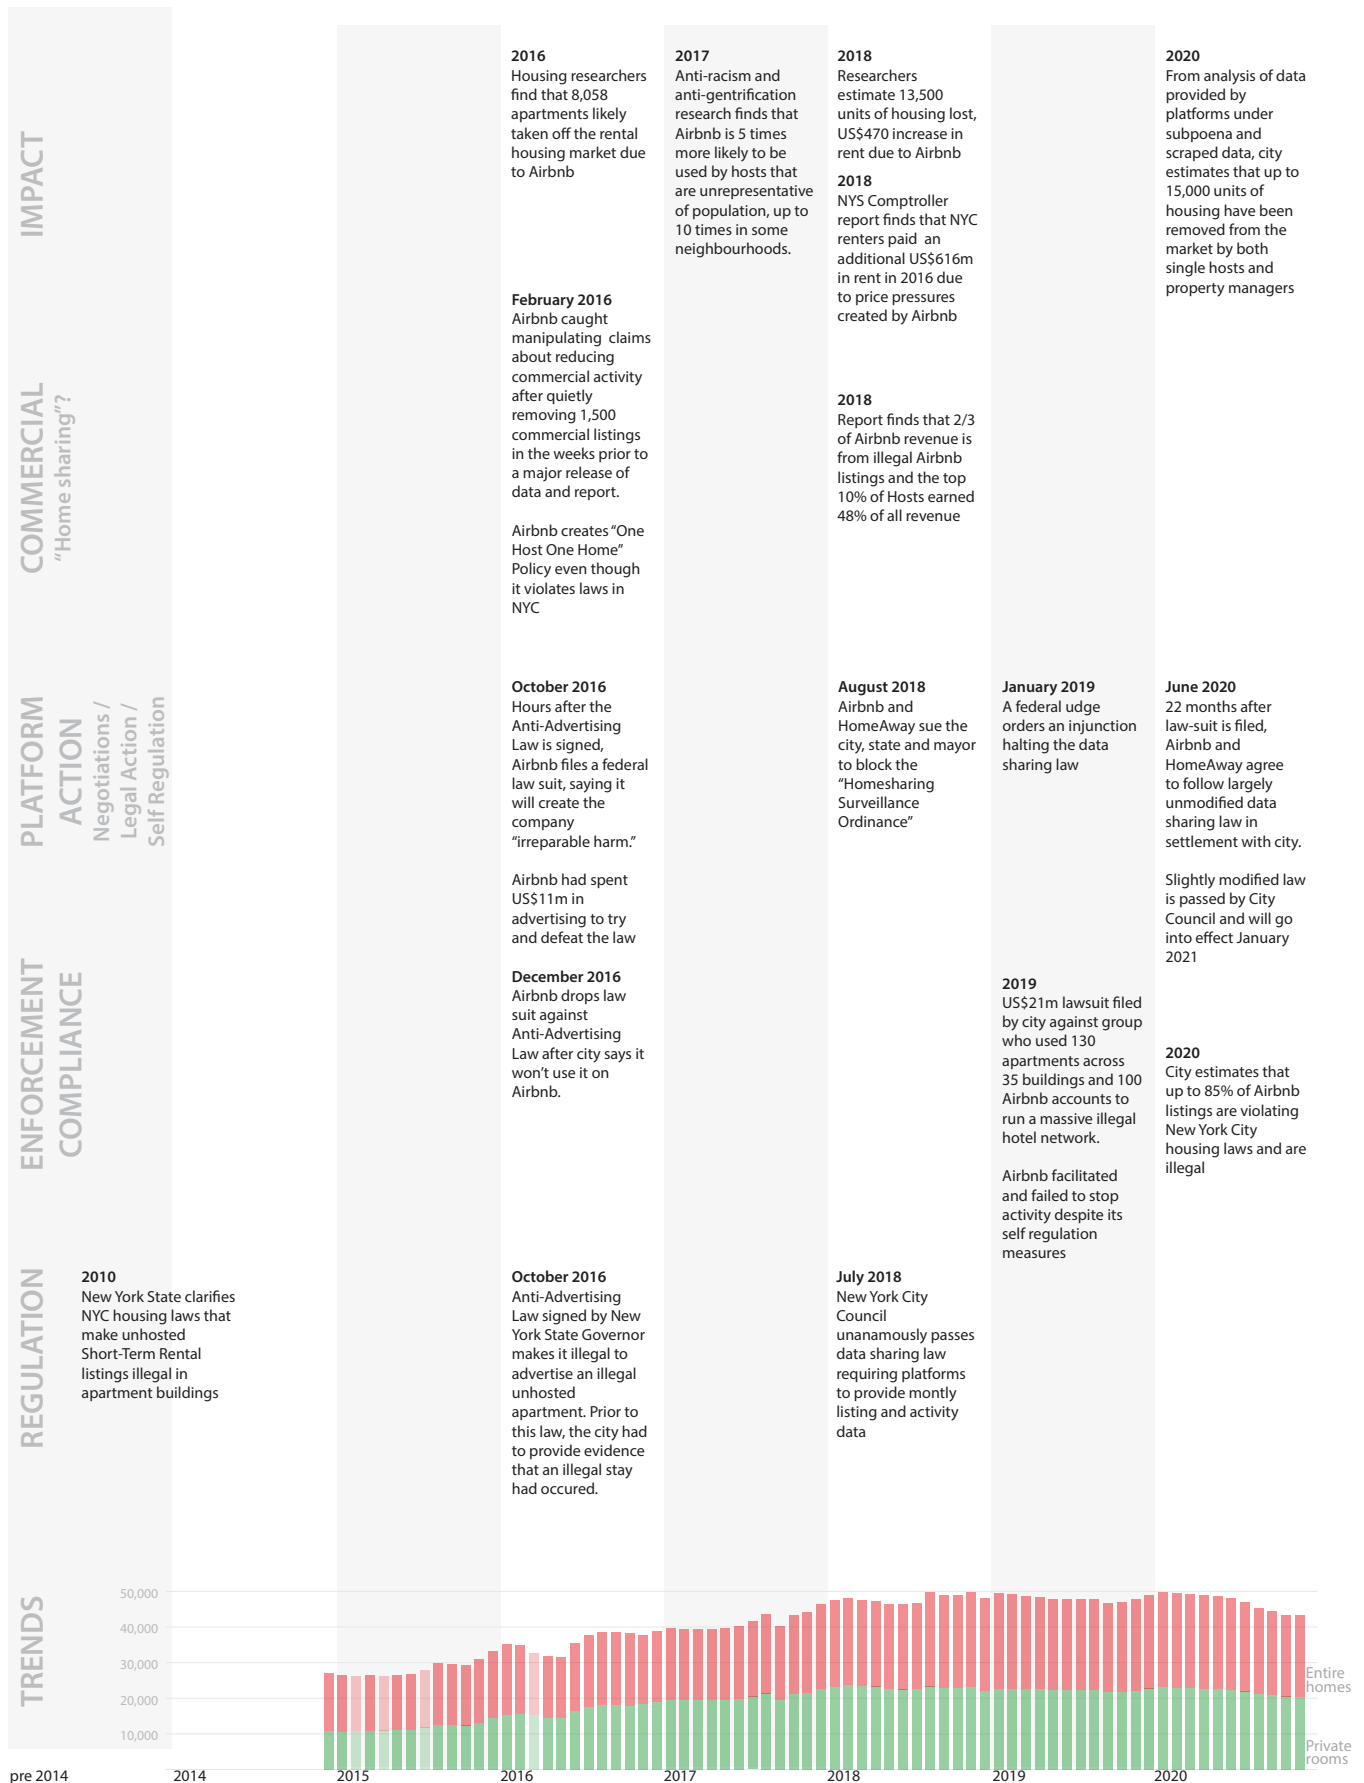 IMPACT
2016
Housing researchers
find that 8,058
apartments likely
taken off the rental
housing market due
to Airbnb
2017
Anti-racism and
anti-gentrification
research finds that
Airbnb is 5 times
more likely to be
used by hosts that
are unrepresentative
of population, up to
10 times in some
neighbourhoods.
2018
Researchers
estimate 13,500
units of housing lost,
US$470 increase in
rent due to Airbnb
2018
NYS Comptroller
report finds that NYC
renters paid an
additional US$616m
in rent in 2016 due
to price pressures
created by Airbnb
2020
From analysis of data
provided by
platforms under
subpoena and
scraped data, city
estimates that up to
15,000 units of
housing have been
removed from the
market by both
single hosts and
property managers
COMMERCIAL
“Home sharing”?
February 2016
Airbnb caught
manipulating claims
about reducing
commercial activity
after quietly
removing 1,500
commercial listings
in the weeks prior to
a major release of
data and report.
Airbnb creates “One
Host One Home”
Policy even though
it violates laws in
NYC
2018
Report finds that 2/3
of Airbnb revenue is
from illegal Airbnb
listings and the top
10% of Hosts earned
48% of all revenue
PLATFORM
ACTION
Negotiations /
Legal Action /
Self Regulation
October 2016
Hours after the
Anti-Advertising
Law is signed,
Airbnb files a federal
law suit, saying it
will create the
company
“irreparable harm.”
Airbnb had spent
US$11m in
advertising to try
and defeat the law
August 2018
Airbnb and
HomeAway sue the
city, state and mayor
to block the
“Homesharing
Surveillance
Ordinance”
January 2019
A federal udge
orders an injunction
halting the data
sharing law
June 2020
22 months after
law-suit is filed,
Airbnb and
HomeAway agree
to follow largely
unmodified data
sharing law in
settlement with city.
Slightly modified law
is passed by City
Council and will go
into effect January
2021
ENFORCEMENT
COMPLIANCE
December 2016
Airbnb drops law
suit against
Anti-Advertising
Law after city says it
won’t use it on
Airbnb.
2019
US$21m lawsuit filed
by city against group
who used 130
apartments across
35 buildings and 100
Airbnb accounts to
run a massive illegal
hotel network.
Airbnb facilitated
and failed to stop
activity despite its
self regulation
measures
2020
City estimates that
up to 85% of Airbnb
listings are violating
New York City
housing laws and are
illegal
REGULATION
2010
New York State clarifies
NYC housing laws that
make unhosted
Short-Term Rental
listings illegal in
apartment buildings
October 2016
Anti-Advertising
Law signed by New
York State Governor
makes it illegal to
advertise an illegal
unhosted
apartment. Prior to
this law, the city had
to provide evidence
that an illegal stay
had occured.
July 2018
New York City
Council
unanamously passes
data sharing law
requiring platforms
to provide montly
listing and activity
data
TRENDS
50,000
40,000
30,000
20,000
10,000
Entire
homes
Private
rooms
pre 2014
2014
2015
2016
2017
2018
2019
2020